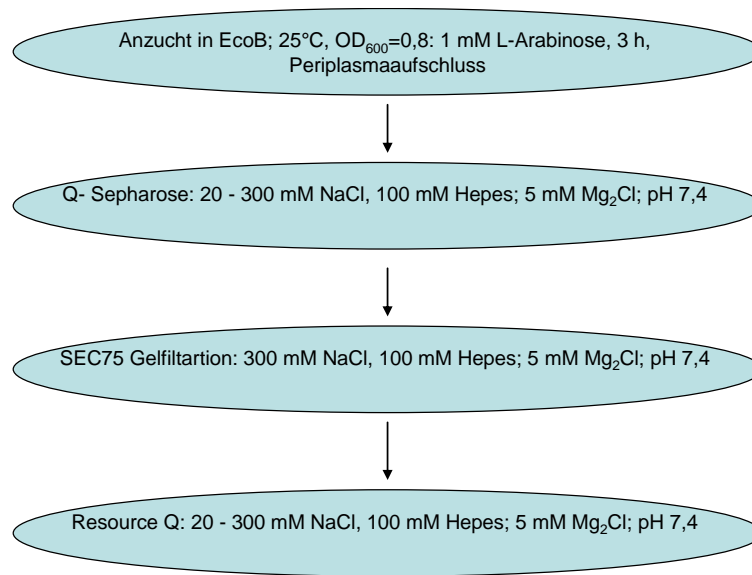 Anzucht in EcoB; 25°C, OD₆₀₀=0,8: 1 mM L-Arabinose, 3 h,
Periplasmaaufschluss
Q- Sepharose: 20 - 300 mM NaCl, 100 mM Hepes; 5 mM Mg₂Cl; pH 7,4
SEC75 Gelfiltartion: 300 mM NaCl, 100 mM Hepes; 5 mM Mg₂Cl; pH 7,4
Resource Q: 20 - 300 mM NaCl, 100 mM Hepes; 5 mM Mg₂Cl; pH 7,4